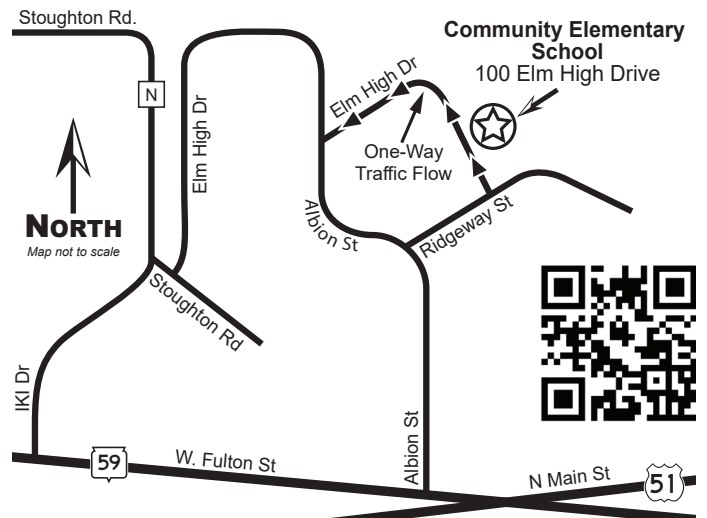 Stoughton Rd.
Community Elementary
School
100 Elm High Drive
N
Elm High Dr
Elm High Dr
One-Way
Traffic Flow
NORTH
Map not to scale
Albion St
Ridgeway St
Stoughton Rd
IKI Dr
59
W. Fulton St
Albion St
N Main St
51